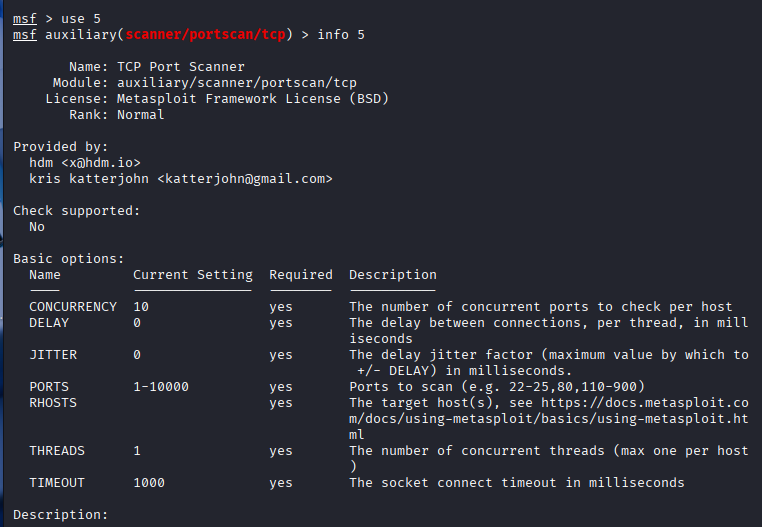 msf > use 5
msf auxiliary(scanner/portscan/tcp) > info 5
Name: TCP Port Scanner
Module: auxiliary/scanner/portscan/tcp
License: Metasploit Framework License (BSD)
Rank: Normal
Provided by:
hdm <x@hdm.io>
kris katterjohn <katterjohn@gmail.com>
Check supported:
No
Basic options:
Name Current Setting Required Description
---- --------------- -------- -----------
CONCURRENCY 10 yes The number of concurrent ports to check per host
DELAY 0 yes The delay between connections, per thread, in mill
iseconds
JITTER 0 yes The delay jitter factor (maximum value by which to
+/- DELAY) in milliseconds.
PORTS 1-10000 yes Ports to scan (e.g. 22-25,80,110-900)
RHOSTS yes The target host(s), see https://docs.metasploit.co
m/docs/using-metasploit/basics/using-metasploit.ht
ml
THREADS 1 yes The number of concurrent threads (max one per host
)
TIMEOUT 1000 yes The socket connect timeout in milliseconds
Description: